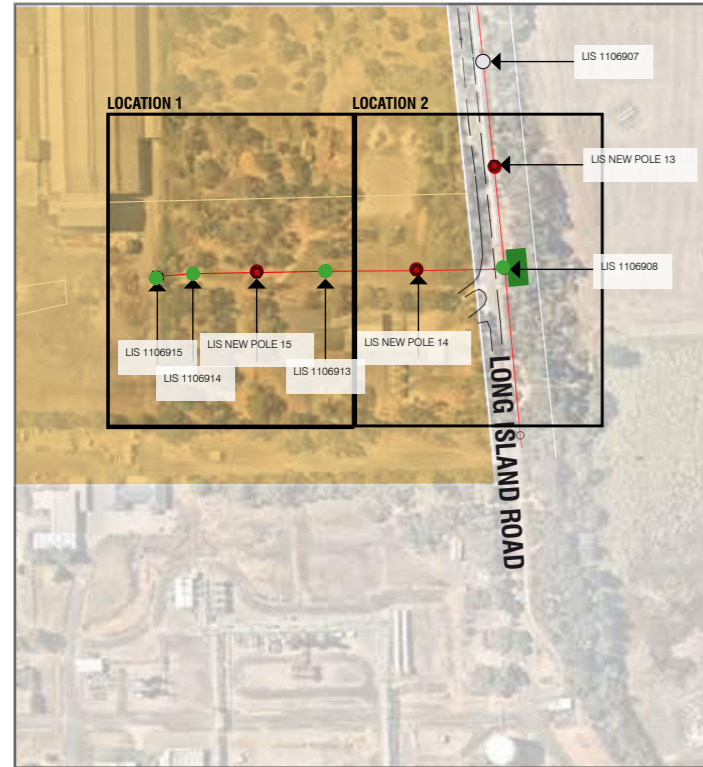 LIS 1106907
LOCATION 1
LOCATION 2
LIS NEW POLE 13
LIS 1106908
LIS 1106915
LIS NEW POLE 15
LIS NEW POLE 14
LIS 1106914
LIS 1106913
LONG ISLAND ROAD